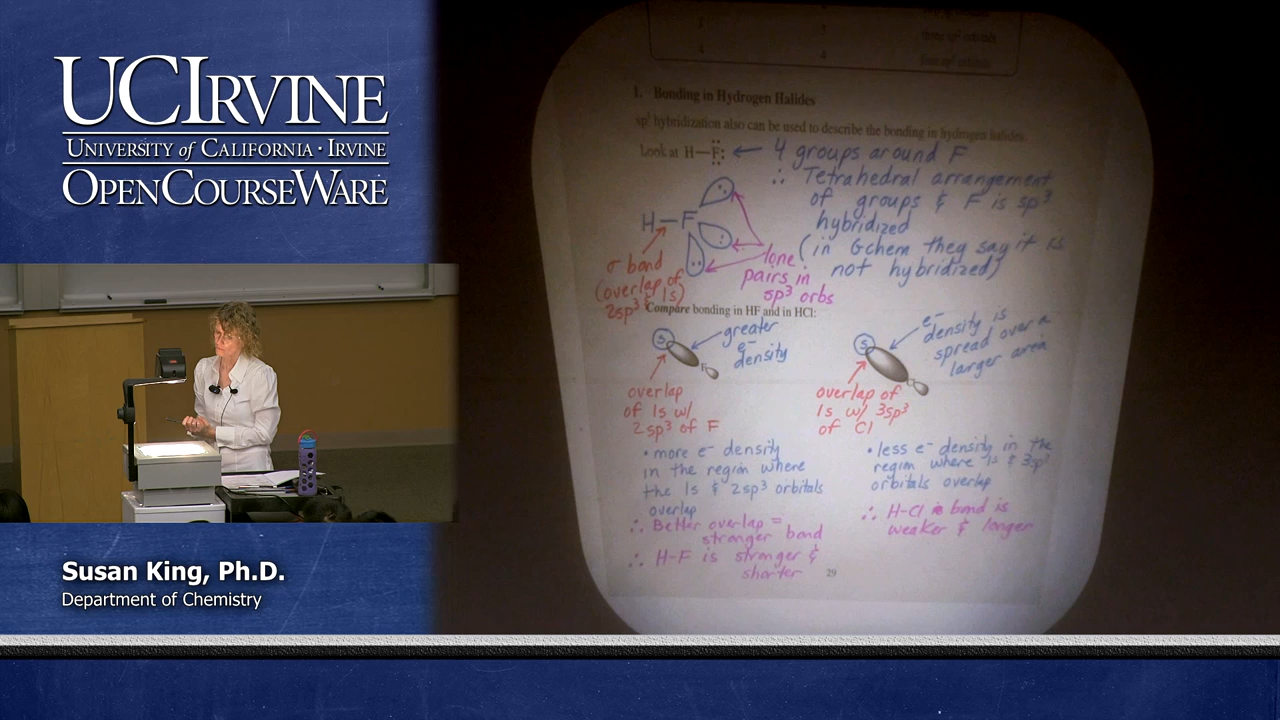 UCIRVINE
UNIVERSITY of CALIFORNIA · IRVINE
OPENCOURSEWARE
Susan King, Ph.D.
Department of Chemistry
I. Bonding in Hydrogen Halides
sp³ hybridization also can be used to describe the bonding in hydrogen halides.
Look at H—F: ← 4 groups around F
∴ Tetrahedral arrangement
of groups & F is sp³
hybridized
(in Gchem they say it is
not hybridized)
H—F
σ bond
(overlap of
2sp³ & 1s)
lone
pairs in
sp³ orbs
Compare bonding in HF and in HCl:
S
F
greater
e⁻
density
overlap
of 1s w/
2sp³ of F
• more e⁻ density
in the region where
the 1s & 2sp³ orbitals
overlap
∴ Better overlap =
stronger bond
∴ H-F is stronger &
shorter
S
e⁻
density is
spread over a
larger area
overlap of
1s w/ 3sp³
of Cl
• less e⁻ density in the
region where 1s & 3sp³
orbitals overlap
∴ H-Cl bond is
weaker & longer
29